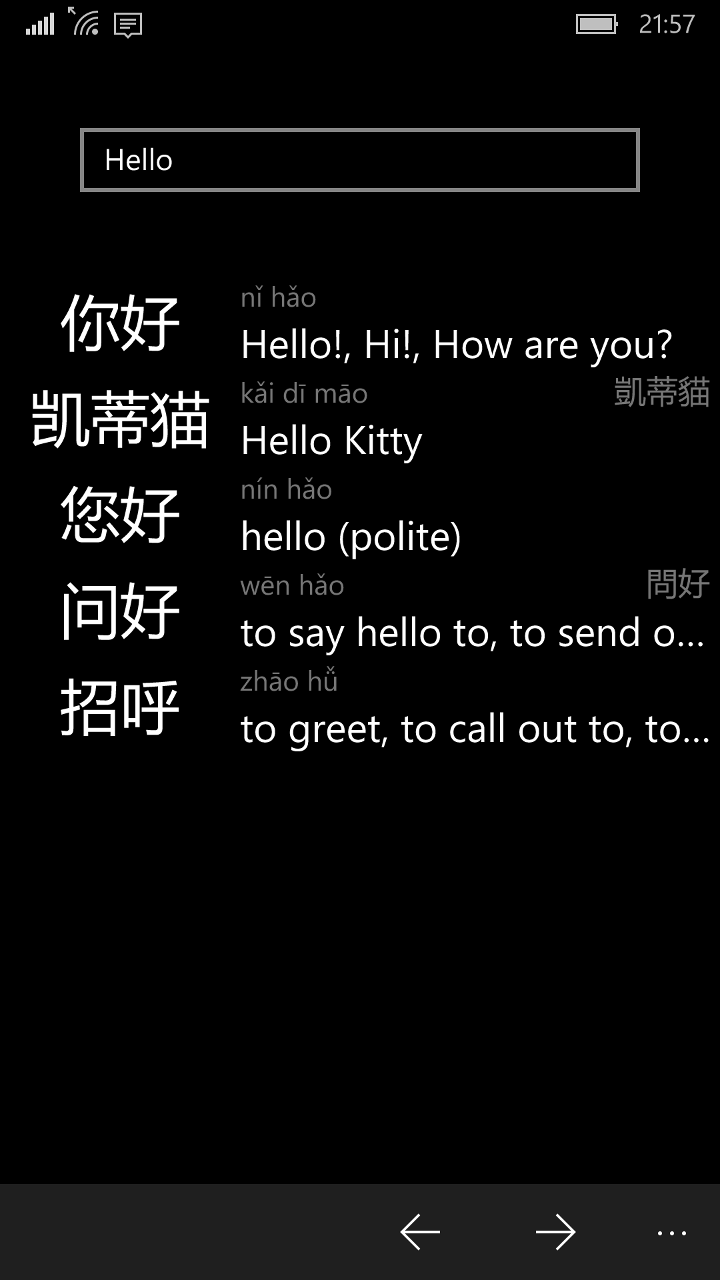 21:57
Hello
你好
nǐ hǎo
Hello!, Hi!, How are you?
凯蒂猫
kǎi dī māo
凱蒂貓
Hello Kitty
您好
nín hǎo
hello (polite)
问好
wēn hǎo
問好
to say hello to, to send o...
招呼
zhāo hǚ
to greet, to call out to, to...